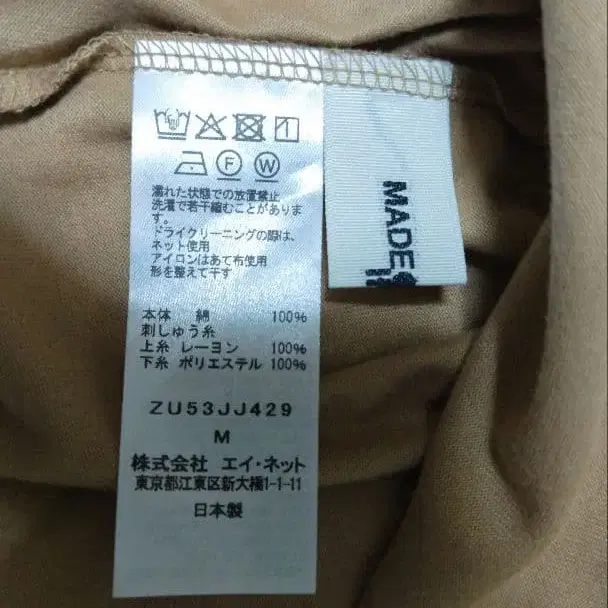 濡れた状態での放置禁止
洗濯で若干縮むことがありま
す。
ドライクリーニングの際は、
ネット使用
アイロンはあて布使用
形を整えて干す
本体 綿 100%
刺しゅう糸
上糸 レーヨン 100%
下糸 ポリエステル 100%
ZU53JJ429
M
株式会社 エイ・ネット
東京都江東区新大橋1-1-11
日本製
MADE
F
W